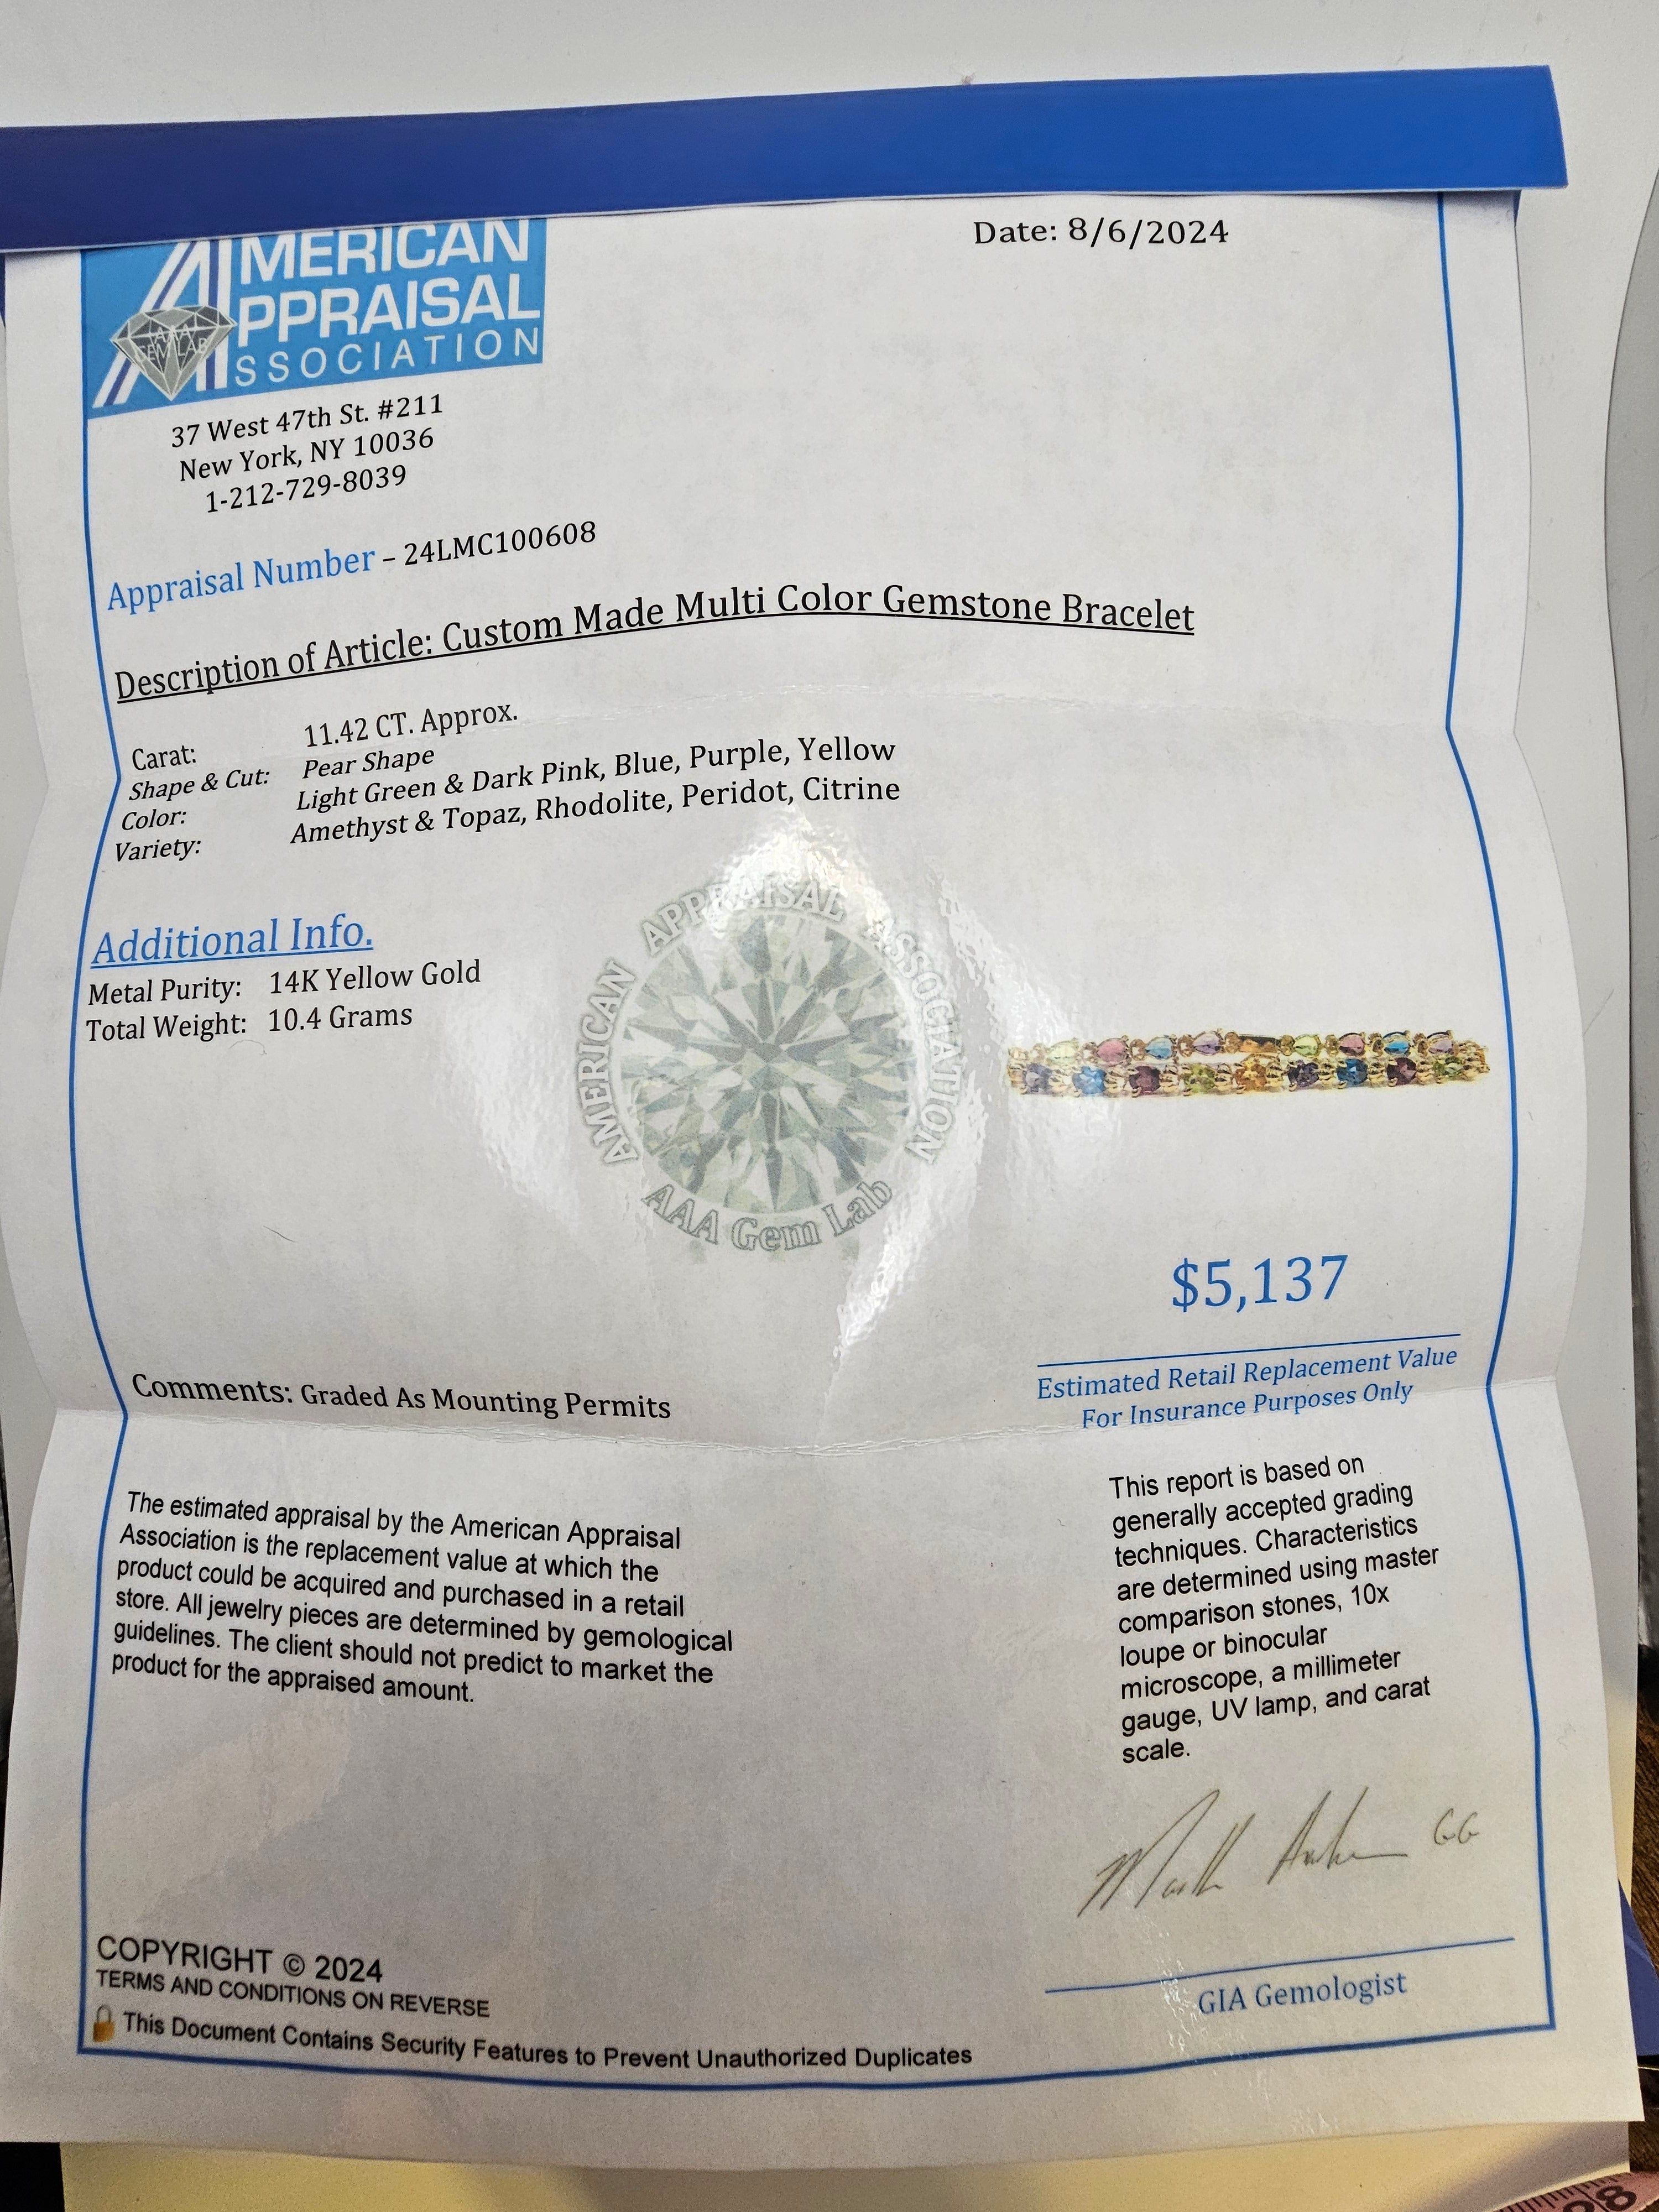 AMERICAN
APPRAISAL
ASSOCIATION
AAA
GEM LAB
Date: 8/6/2024
37 West 47th St. #211
New York, NY 10036
1-212-729-8039
Appraisal Number – 24LMC100608
Description of Article: Custom Made Multi Color Gemstone Bracelet
Carat: 11.42 CT. Approx.
Shape & Cut: Pear Shape
Color: Light Green & Dark Pink, Blue, Purple, Yellow
Variety: Amethyst & Topaz, Rhodolite, Peridot, Citrine
Additional Info.
Metal Purity: 14K Yellow Gold
Total Weight: 10.4 Grams
AMERICAN APPRAISAL ASSOCIATION
AAA Gem Lab
$5,137
Estimated Retail Replacement Value
For Insurance Purposes Only
Comments: Graded As Mounting Permits
The estimated appraisal by the American Appraisal
Association is the replacement value at which the
product could be acquired and purchased in a retail
store. All jewelry pieces are determined by gemological
guidelines. The client should not predict to market the
product for the appraised amount.
This report is based on
generally accepted grading
techniques. Characteristics
are determined using master
comparison stones, 10x
loupe or binocular
microscope, a millimeter
gauge, UV lamp, and carat
scale.
GG
GIA Gemologist
COPYRIGHT © 2024
TERMS AND CONDITIONS ON REVERSE
This Document Contains Security Features to Prevent Unauthorized Duplicates